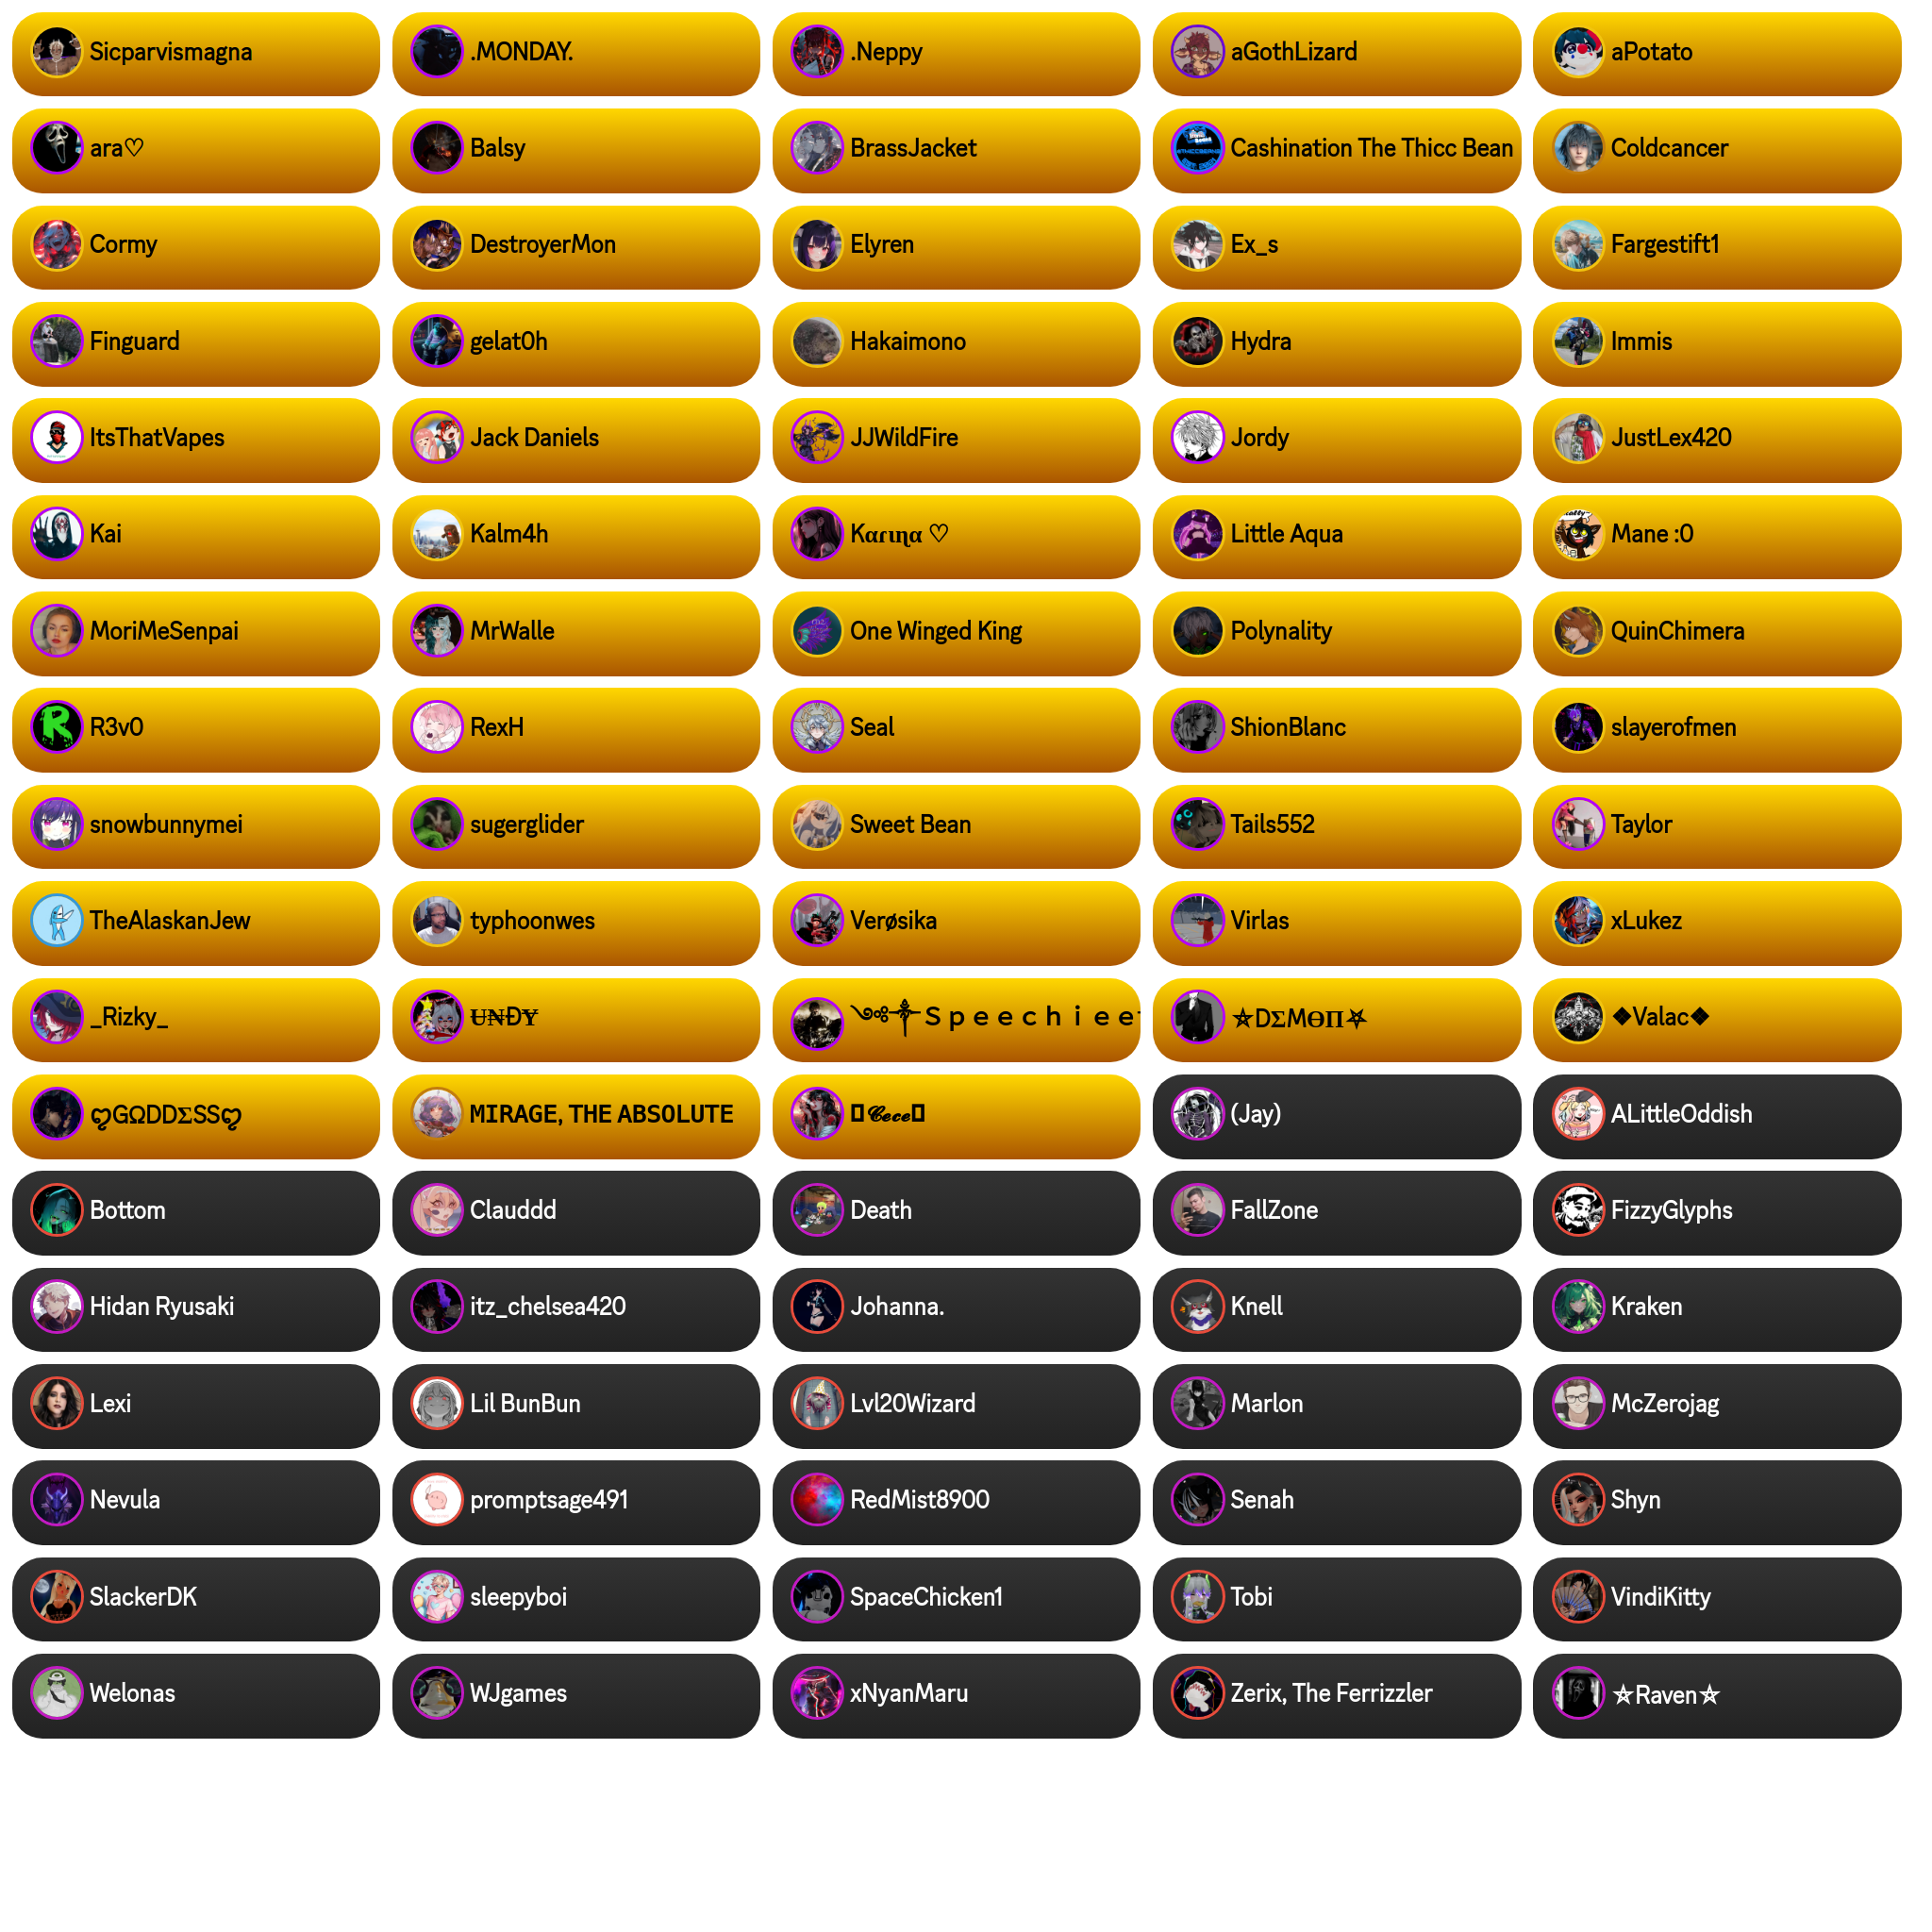 Sicparvismagna
.MONDAY.
.Neppy
aGothLizard
aPotato
ara♡
Balsy
BrassJacket
Cashination The Thicc Bean
Coldcancer
Cormy
DestroyerMon
Elyren
Ex_s
Fargestift1
Finguard
gelat0h
Hakaimono
Hydra
Immis
ItsThatVapes
Jack Daniels
JJWildFire
Jordy
JustLex420
Kai
Kalm4h
Kαɾιɳα ♡
Little Aqua
Mane :0
MoriMeSenpai
MrWalle
One Winged King
Polynality
QuinChimera
R3v0
RexH
Seal
ShionBlanc
slayerofmen
snowbunnymei
sugerglider
Sweet Bean
Tails552
Taylor
TheAlaskanJew
typhoonwes
Verøsika
Virlas
xLukez
_Rizky_
U̶N̶ĐY̶
༺✟Ｓｐｅｅｃｈｉｅｅ
⛤DΣMӨП⛧
❖Valac❖
ღGΩDDΣSSღ
MIRAGE, THE ABSOLUTE
𝓒𝓮𝓬𝓮
(Jay)
ALittleOddish
Bottom
Clauddd
Death
FallZone
FizzyGlyphs
Hidan Ryusaki
itz_chelsea420
Johanna.
Knell
Kraken
Lexi
Lil BunBun
Lvl20Wizard
Marlon
McZerojag
Nevula
promptsage491
RedMist8900
Senah
Shyn
SlackerDK
sleepyboi
SpaceChicken1
Tobi
VindiKitty
Welonas
WJgames
xNyanMaru
Zerix, The Ferrizzler
⛤Raven⛤